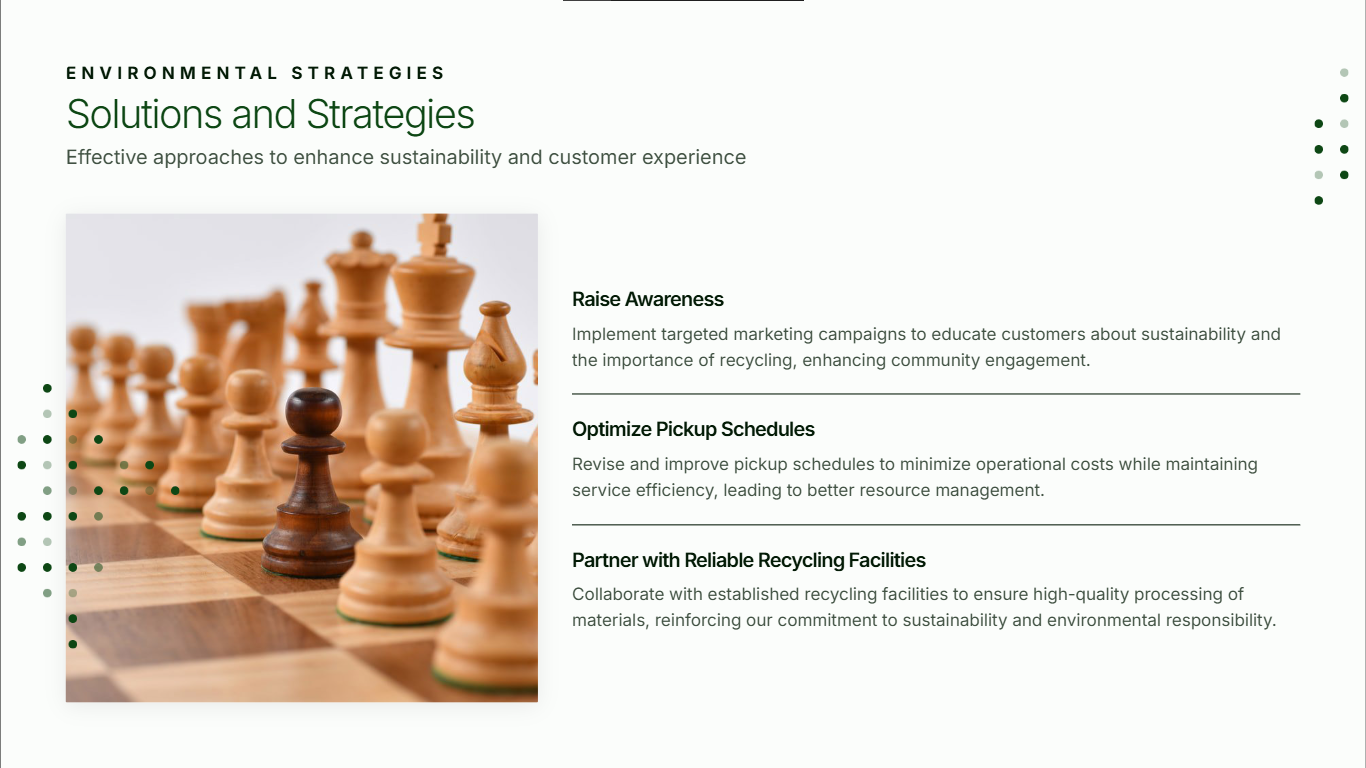 ENVIRONMENTAL STRATEGIES
Solutions and Strategies
Effective approaches to enhance sustainability and customer experience
Raise Awareness
Implement targeted marketing campaigns to educate customers about sustainability and
the importance of recycling, enhancing community engagement.
Optimize Pickup Schedules
Revise and improve pickup schedules to minimize operational costs while maintaining
service efficiency, leading to better resource management.
Partner with Reliable Recycling Facilities
Collaborate with established recycling facilities to ensure high-quality processing of
materials, reinforcing our commitment to sustainability and environmental responsibility.